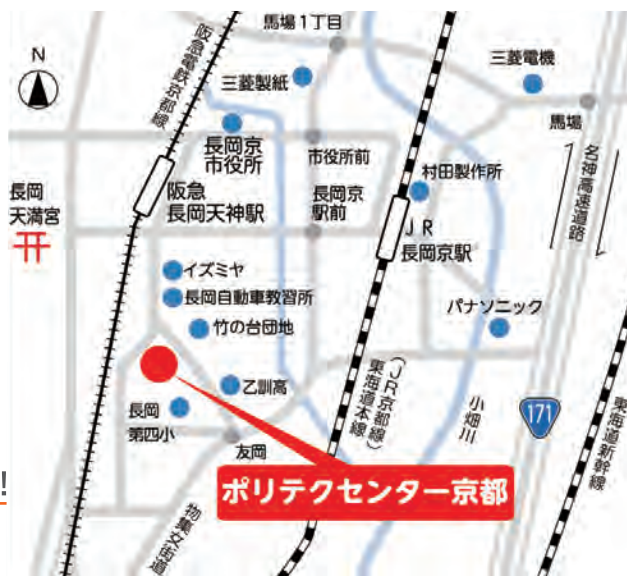 N
阪急電鉄京都線
馬場1丁目
三菱製紙
三菱電機
馬場
長岡京
市役所
市役所前
村田製作所
名神高速道路
長岡
天満宮
阪急
長岡天神駅
長岡京
駅前
JR
長岡京駅
イズミヤ
長岡自動車教習所
竹の台団地
パナソニック
乙訓高
長岡
第四小
友岡
(JR京都線)
東海道本線
小畑川
171
東海道新幹線
ポリテクセンター京都
物集女街道
!